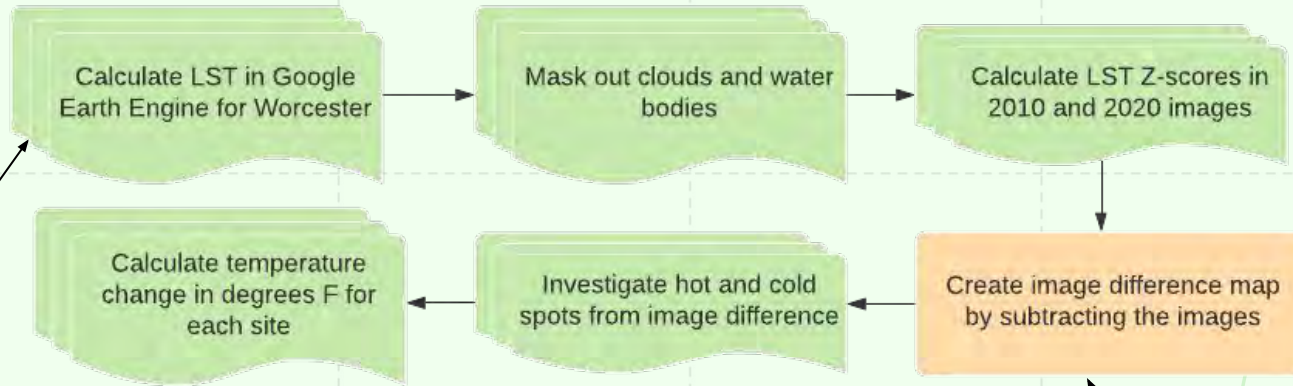 Calculate LST in Google
Earth Engine for Worcester
Mask out clouds and water
bodies
Calculate LST Z-scores in
2010 and 2020 images
Create image difference map
by subtracting the images
Investigate hot and cold
spots from image difference
Calculate temperature
change in degrees F for
each site